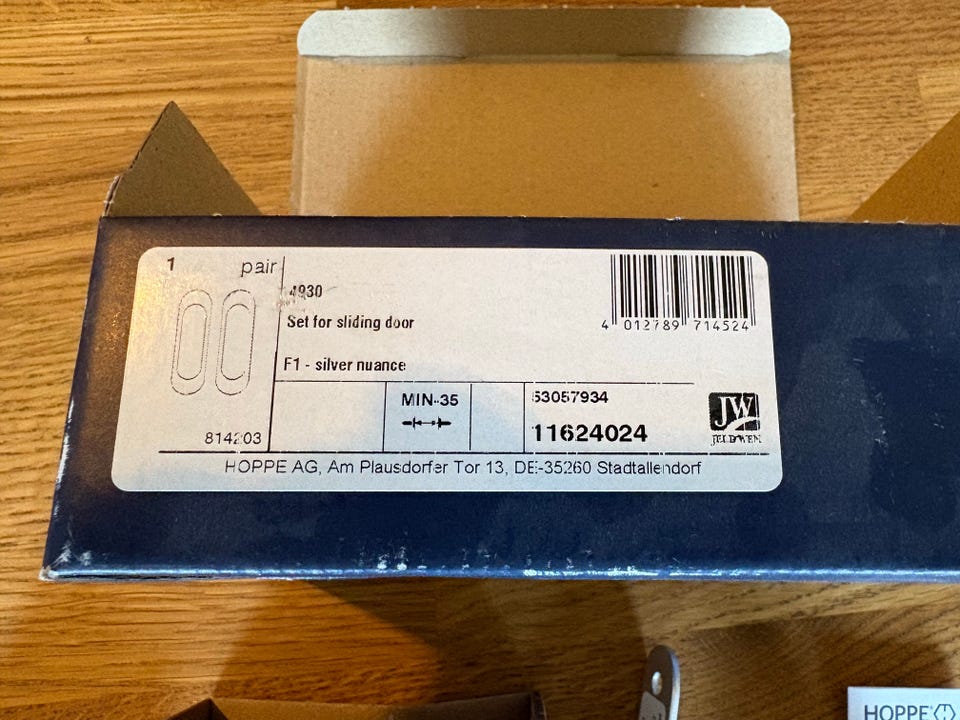 1 pair
4930
Set for sliding door
F1 - silver nuance
4 012789 714524
MIN-35
53057934
11624024
JW
JELD-WEN
814203
HOPPE AG, Am Plausdorfer Tor 13, DE-35260 Stadtallendorf
HOPPE